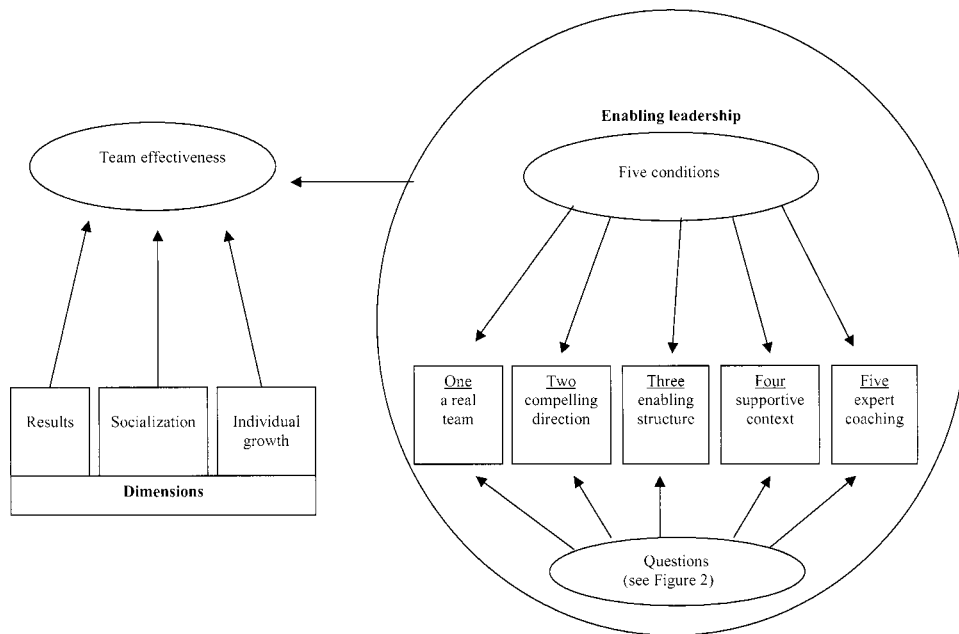 Enabling leadership
Team effectiveness
Five conditions
Results
Socialization
Individual
growth
Dimensions
One
a real
team
Two
compelling
direction
Three
enabling
structure
Four
supportive
context
Five
expert
coaching
Questions
(see Figure 2)